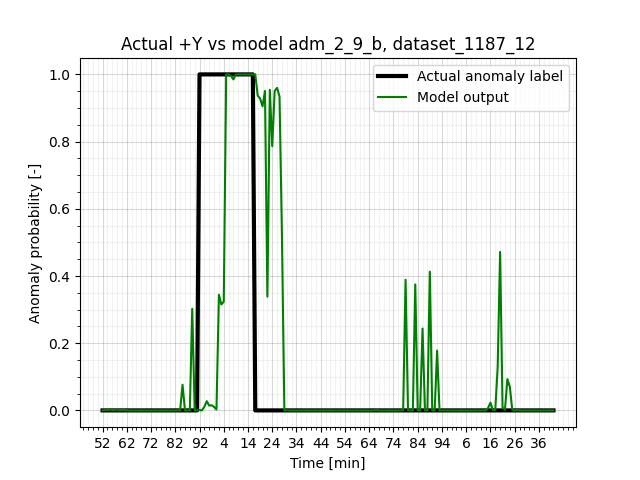 Actual +Y vs model adm_2_9_b, dataset_1187_12
Actual anomaly label
Model output
1.0
0.8
0.6
0.4
0.2
0.0
Anomaly probability [-]
52 62 72 82 92 4 14 24 34 44 54 64 74 84 94 6 16 26 36
Time [min]